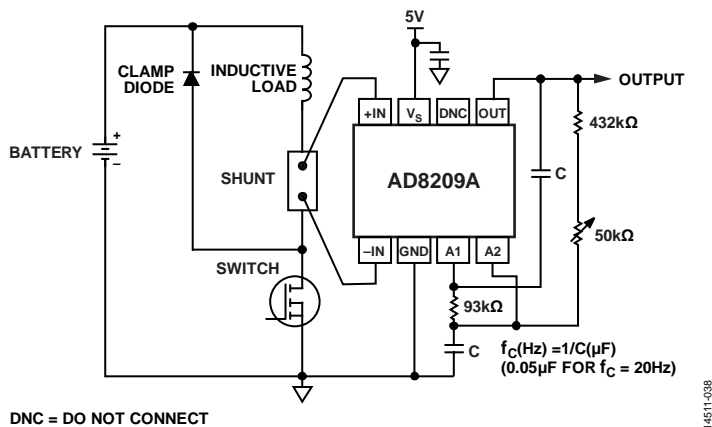 5V
CLAMP
DIODE
INDUCTIVE
LOAD
OUTPUT
+IN
VS
DNC
OUT
432kΩ
BATTERY
+
–
SHUNT
AD8209A
C
50kΩ
–IN
GND
A1
A2
SWITCH
93kΩ
C
fC(Hz) =1/C(µF)
(0.05µF FOR fC = 20Hz)
DNC = DO NOT CONNECT
14511-038